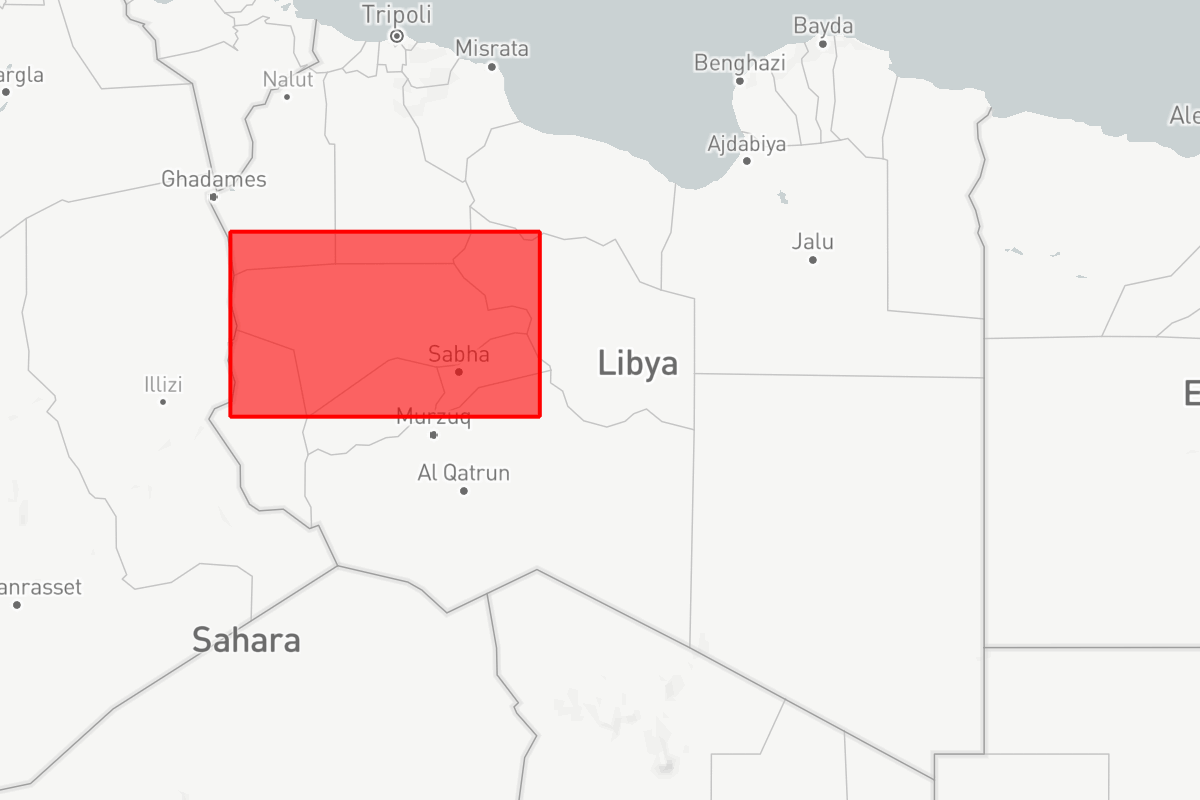 Tripoli
Bayda
Misrata
Benghazi
argla
Nalut
Ale
Ajdabiya
Ghadames
Jalu
Sabha
Libya
Illizi
E
Murzuq
Al Qatrun
anrasset
Sahara